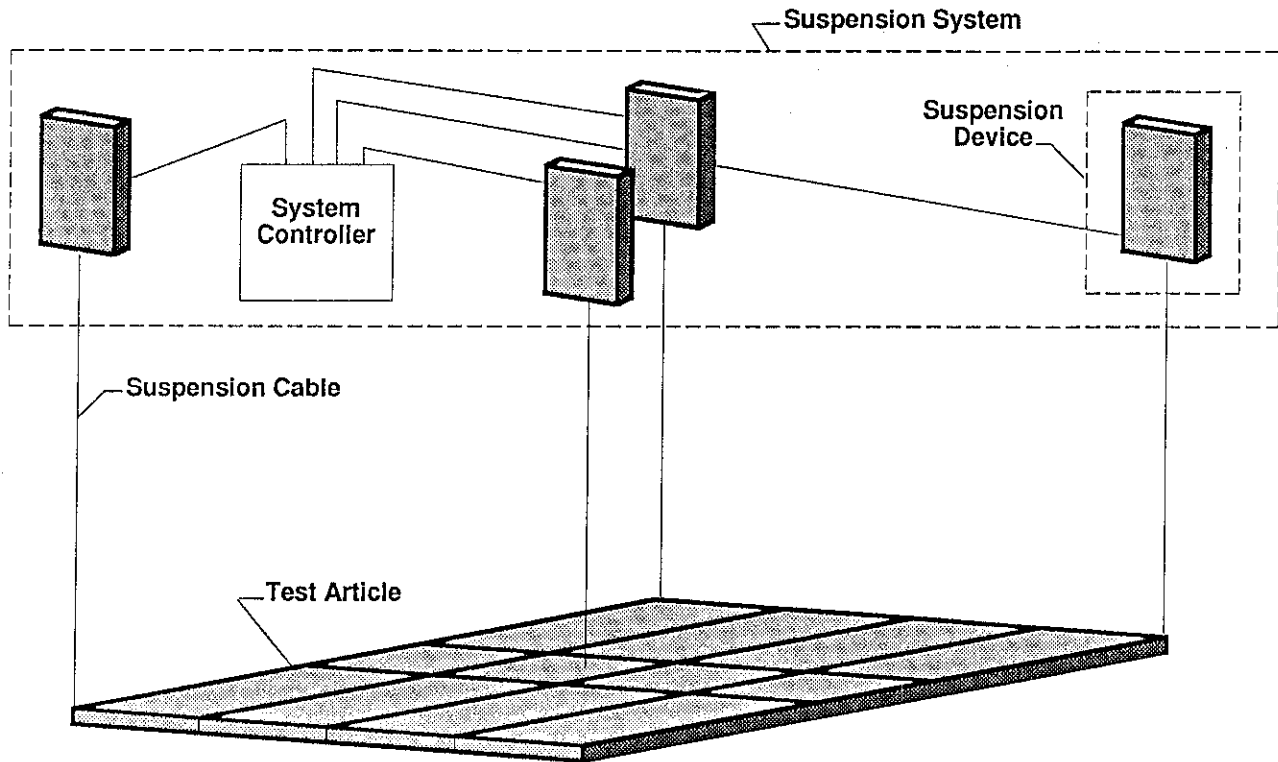 Suspension System
Suspension
Device
System
Controller
Suspension Cable
Test Article